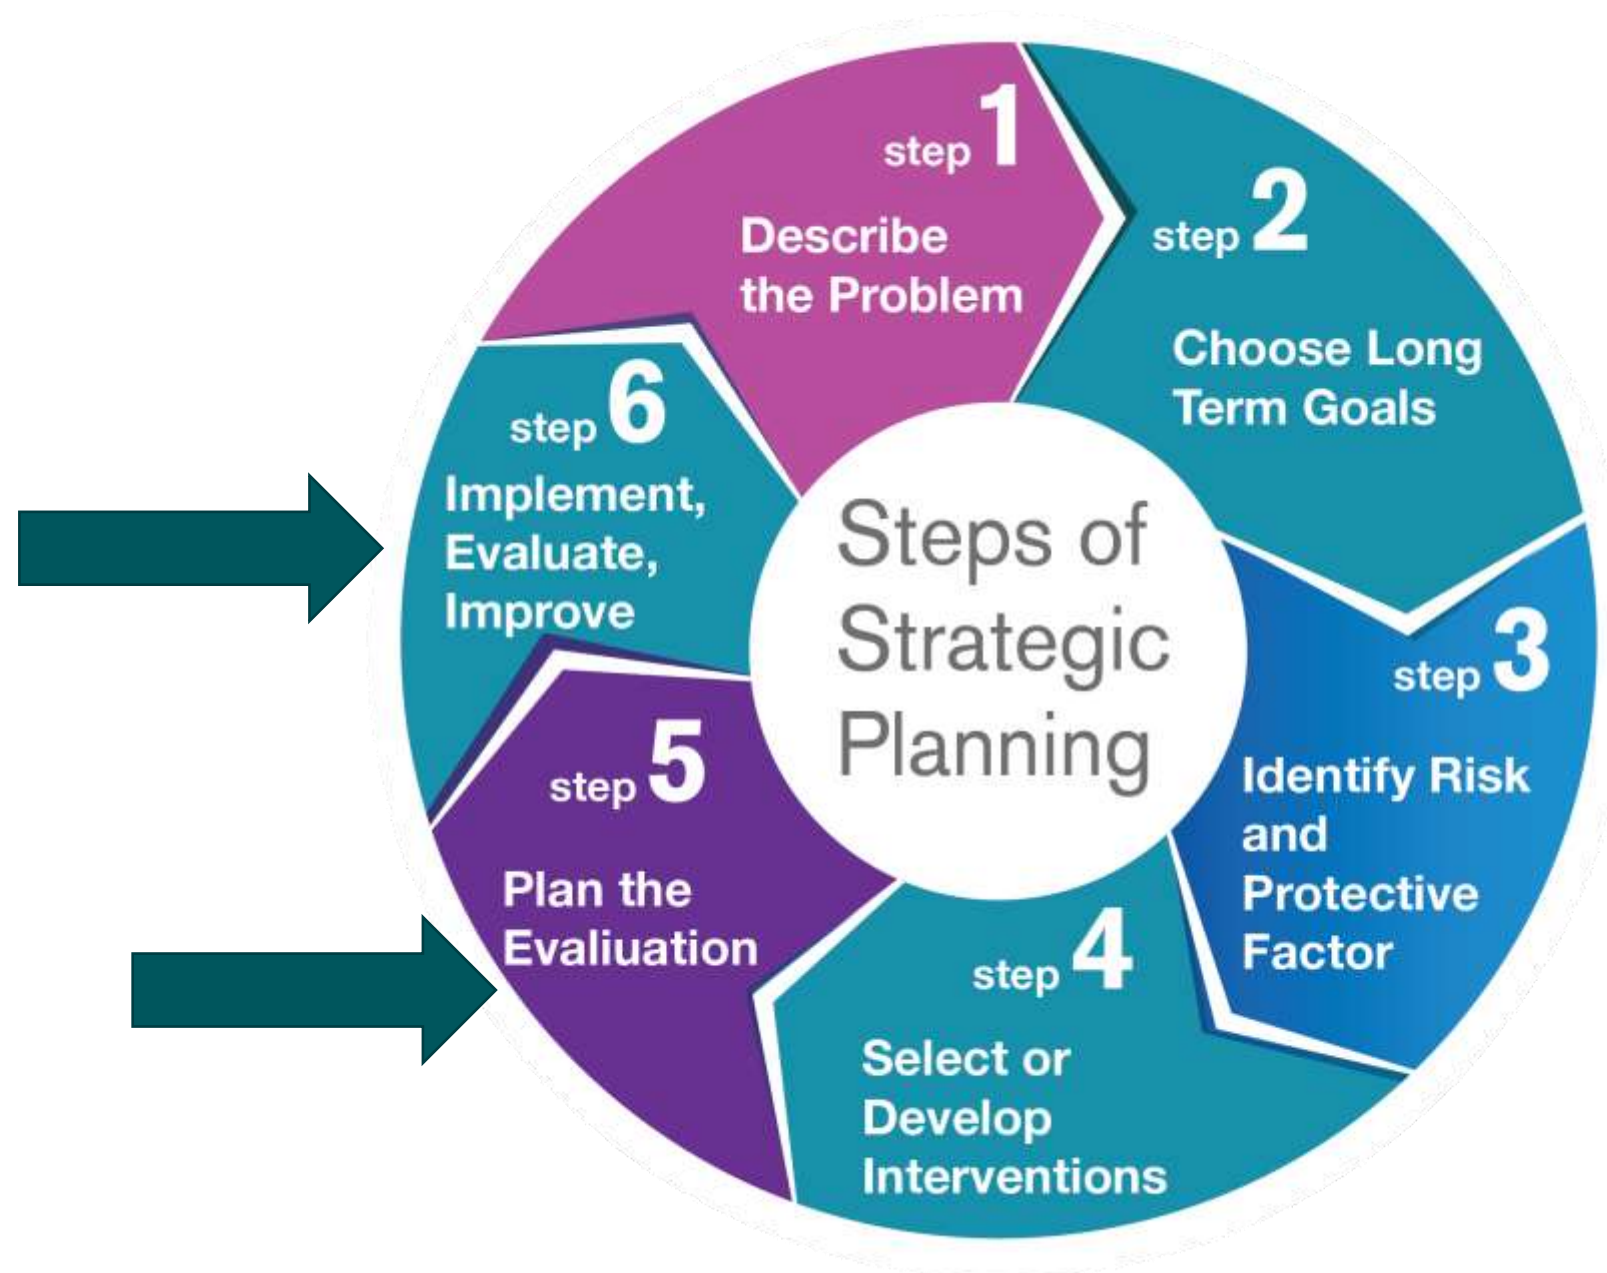 step 1
Describe
the Problem
step 2
Choose Long
Term Goals
step 3
Identify Risk
and
Protective
Factor
step 4
Select or
Develop
Interventions
step 5
Plan the
Evaliuation
step 6
Implement,
Evaluate,
Improve
Steps of
Strategic
Planning